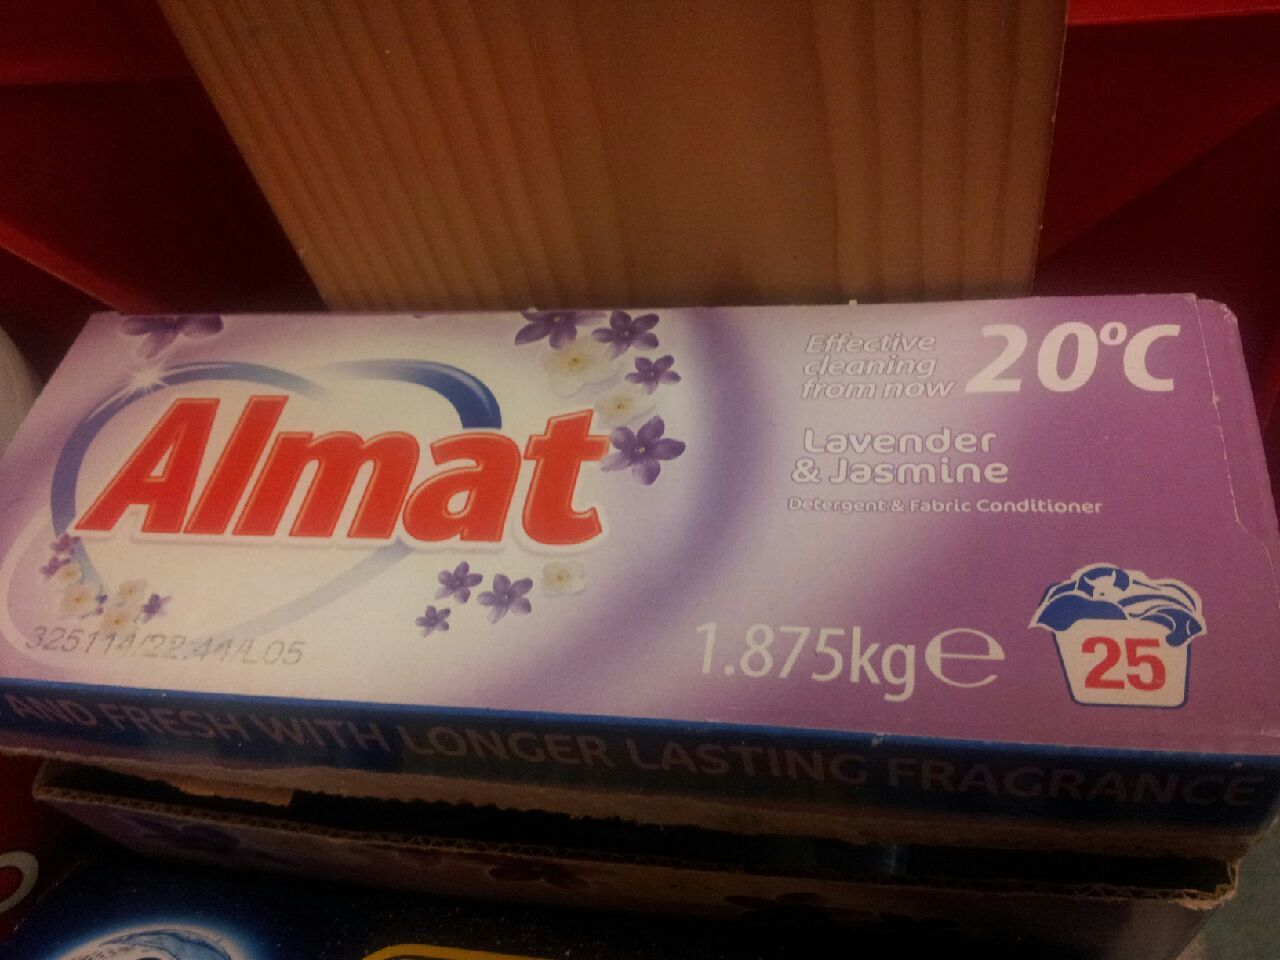 Almat
Effective
cleaning
from now
20°C
Lavender
& Jasmine
Detergent & Fabric Conditioner
325114/22:44/L05
1.875kg e
25
AND FRESH WITH LONGER LASTING FRAGRANCE